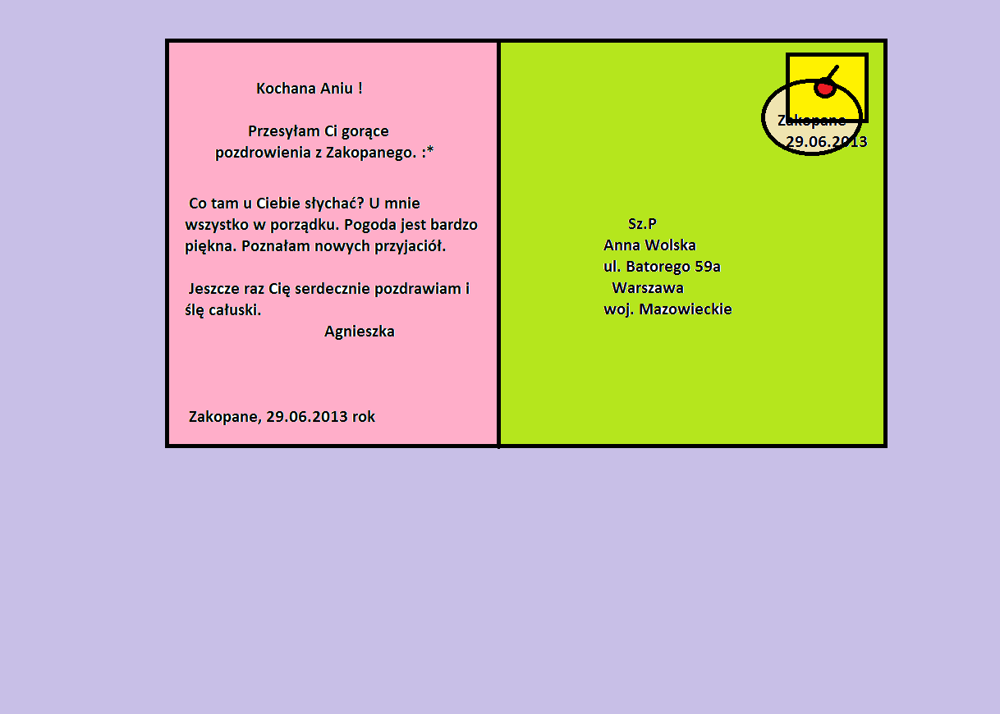 Kochana Aniu !
Przesyłam Ci gorące
pozdrowienia z Zakopanego. :*
Co tam u Ciebie słychać? U mnie
wszystko w porządku. Pogoda jest bardzo
piękna. Poznałam nowych przyjaciół.
Jeszcze raz Cię serdecznie pozdrawiam i
ślę całuski.
Agnieszka
Zakopane, 29.06.2013 rok
Zakopane
29.06.2013
Sz.P
Anna Wolska
ul. Batorego 59a
Warszawa
woj. Mazowieckie